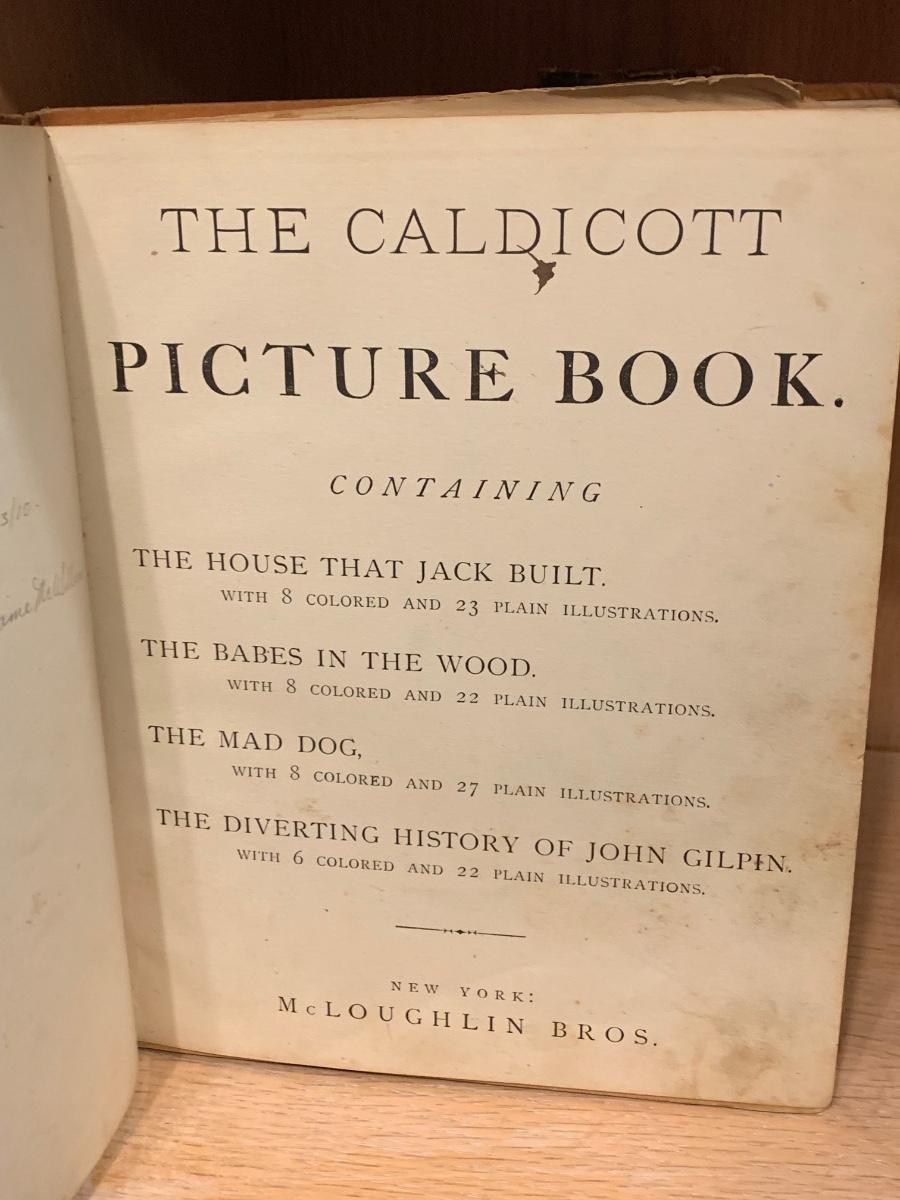 THE CALDICOTT
PICTURE BOOK.
CONTAINING
THE HOUSE THAT JACK BUILT.
WITH 8 COLORED AND 23 PLAIN ILLUSTRATIONS.
THE BABES IN THE WOOD.
WITH 8 COLORED AND 22 PLAIN ILLUSTRATIONS.
THE MAD DOG,
WITH 8 COLORED AND 27 PLAIN ILLUSTRATIONS.
THE DIVERTING HISTORY OF JOHN GILPIN.
WITH 6 COLORED AND 22 PLAIN ILLUSTRATIONS.
NEW YORK:
McLOUGHLIN BROS.